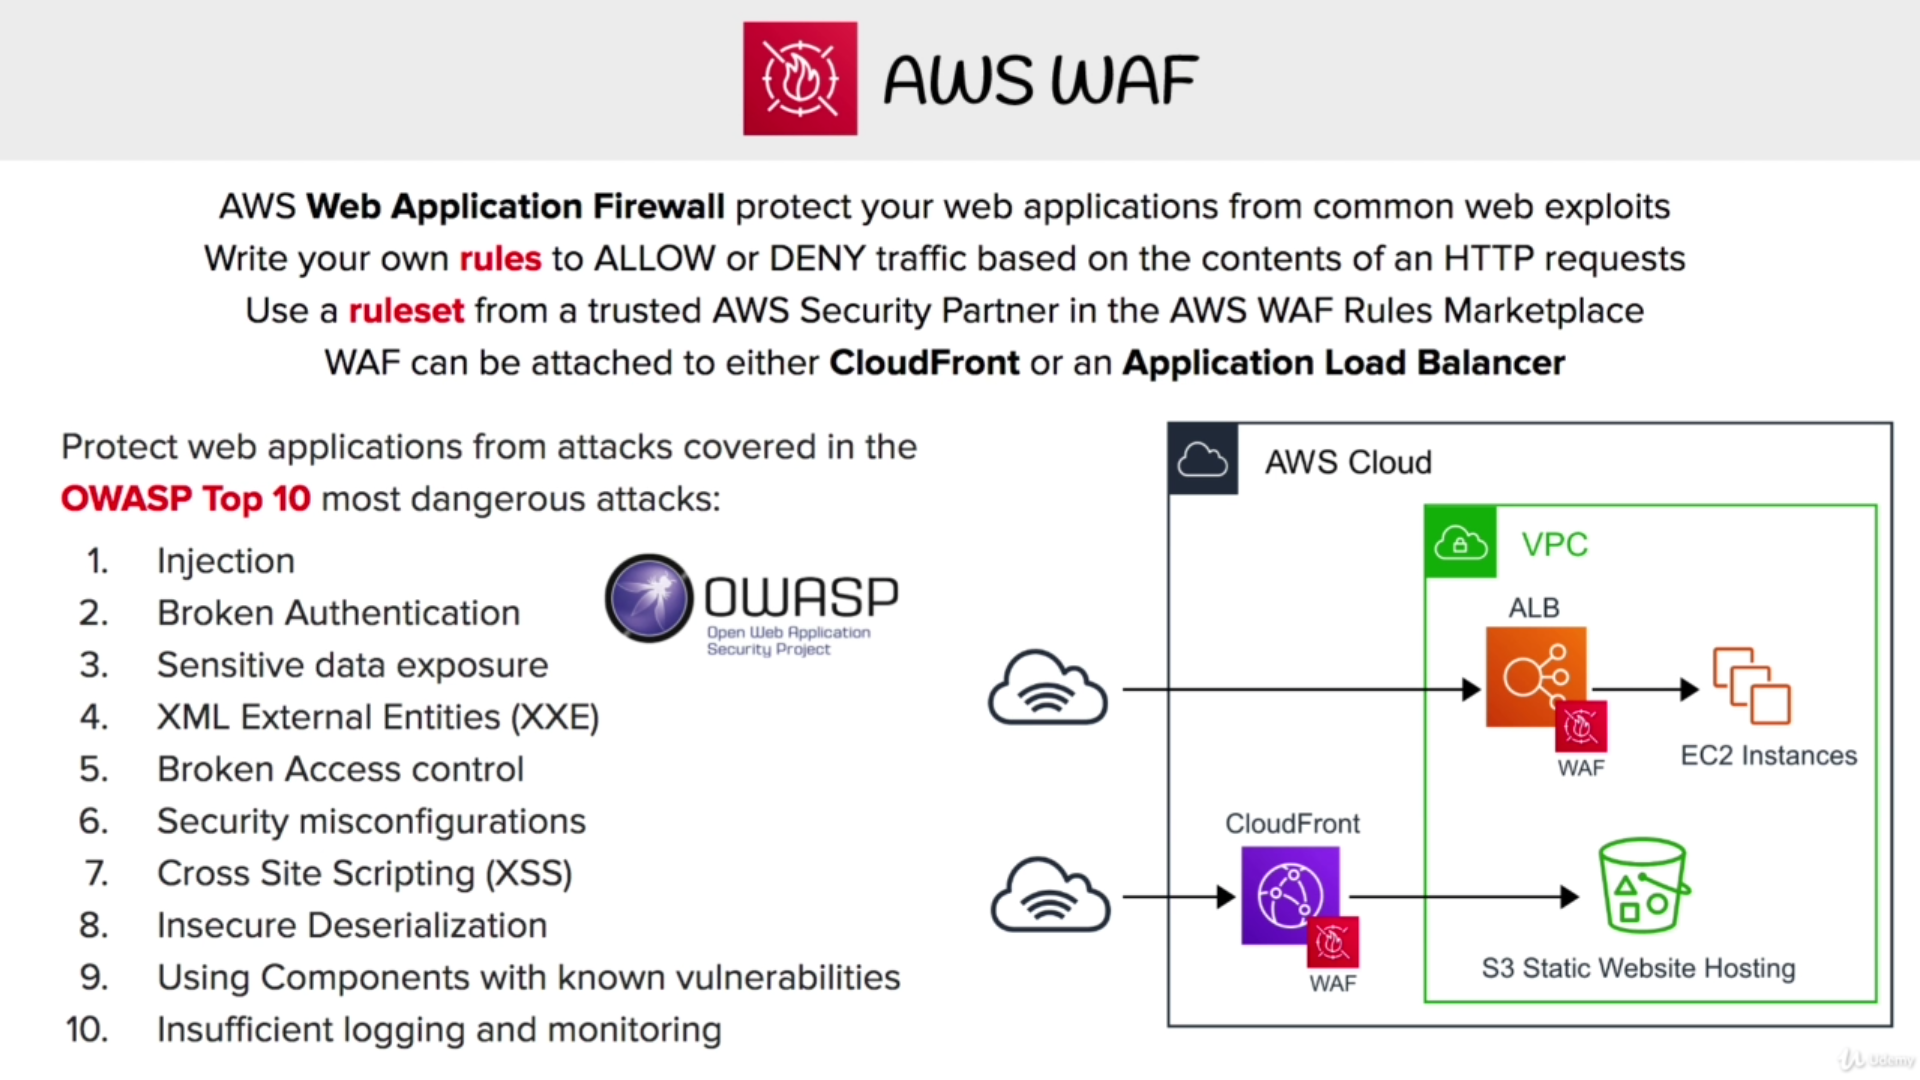 AWS WAF
AWS Web Application Firewall protect your web applications from common web exploits
Write your own rules to ALLOW or DENY traffic based on the contents of an HTTP requests
Use a ruleset from a trusted AWS Security Partner in the AWS WAF Rules Marketplace
WAF can be attached to either CloudFront or an Application Load Balancer
Protect web applications from attacks covered in the
OWASP Top 10 most dangerous attacks:
1. Injection
2. Broken Authentication
3. Sensitive data exposure
4. XML External Entities (XXE)
5. Broken Access control
6. Security misconfigurations
7. Cross Site Scripting (XSS)
8. Insecure Deserialization
9. Using Components with known vulnerabilities
10. Insufficient logging and monitoring
OWASP
Open Web Application
Security Project
AWS Cloud
VPC
ALB
WAF
EC2 Instances
CloudFront
WAF
S3 Static Website Hosting
Udemy